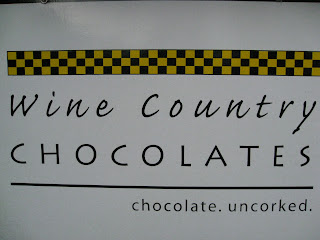 Wine Country
CHOCOLATES
chocolate. uncorked.